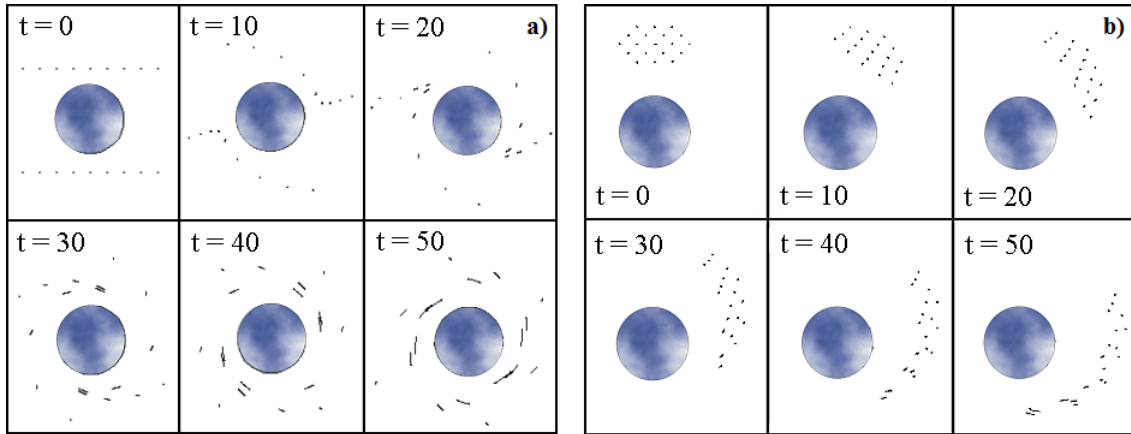 t = 0
t = 10
t = 20
a)
t = 30
t = 40
t = 50
b)
t = 0
t = 10
t = 20
t = 30
t = 40
t = 50